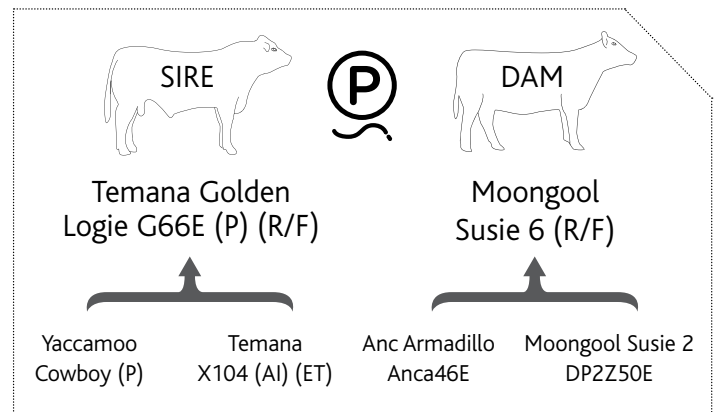 SIRE
P
DAM
Temana Golden
Logie G66E (P) (R/F)
Moongool
Susie 6 (R/F)
Yaccamoo
Cowboy (P)
Temana
X104 (AI) (ET)
Anc Armadillo
Anca46E
Moongool Susie 2
DP2Z50E